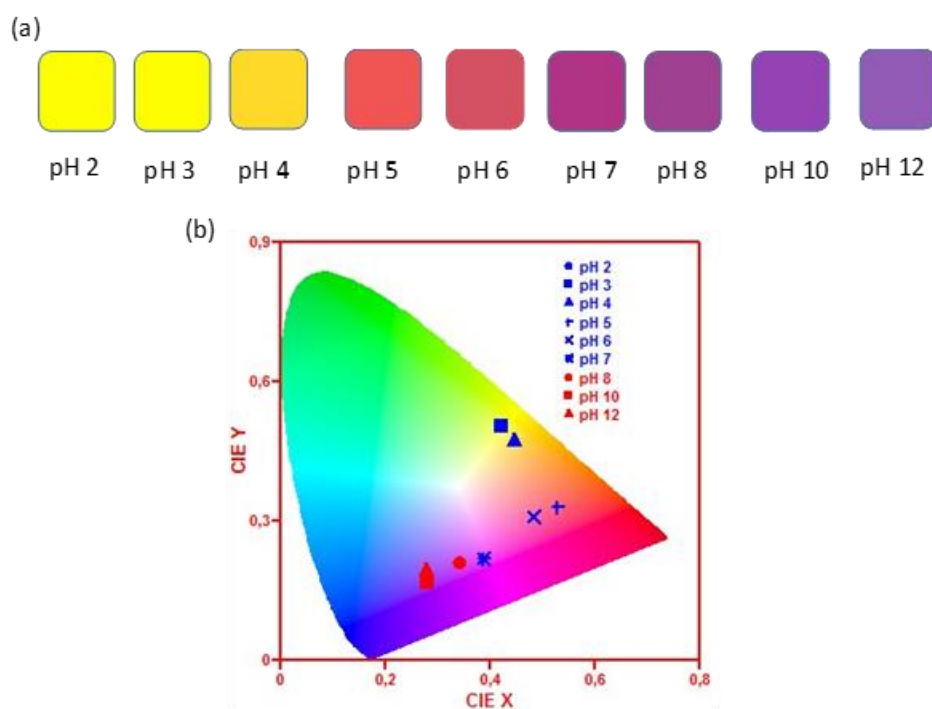 (a)
pH 2 pH 3 pH 4 pH 5 pH 6 pH 7 pH 8 pH 10 pH 12
(b)
0,9
0,6
0,3
0
CIE Y
pH 2
pH 3
pH 4
pH 5
pH 6
pH 7
pH 8
pH 10
pH 12
0 0,2 0,4 0,6 0,8
CIE X